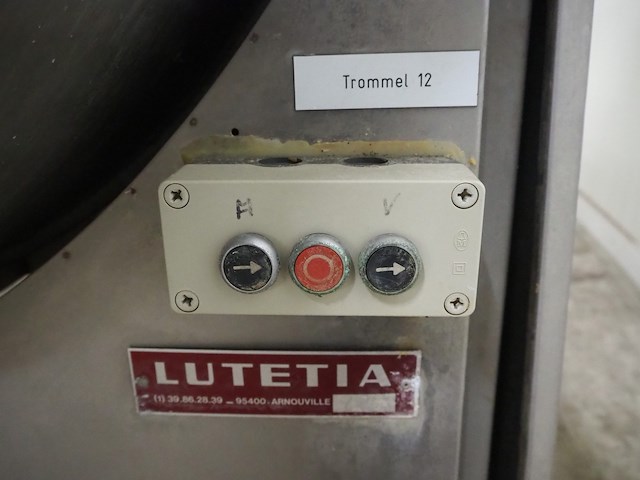 Trommel 12
V
LUTETIA
(1) 39.86.28.39 - 95400 - ARNOUVILLE